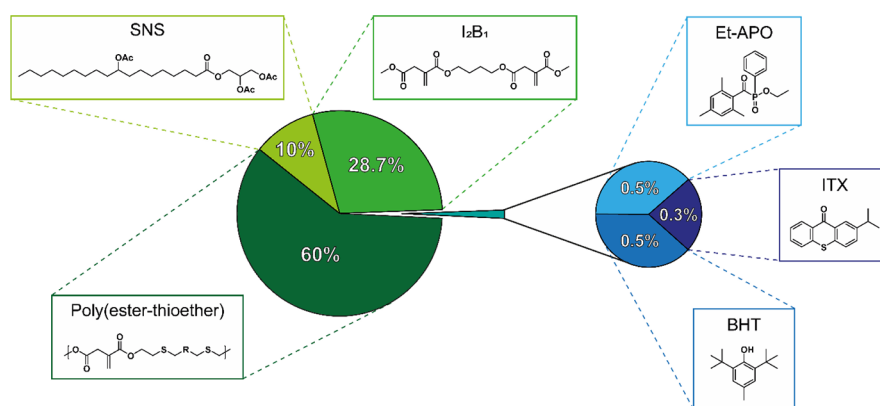 SNS
OAc
O
O
OAc
OAc
I₂B₁
O
O
O
O
O
O
O
O
Et-APO
O
P
O
O
10%
28.7%
60%
0.5%
0.3%
0.5%
ITX
O
S
Poly(ester-thioether)
O
O
O
O
S
R
S
BHT
OH